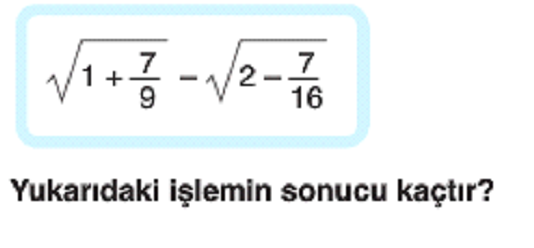 √(1 + 7/9) − √(2 − 7/16)
Yukarıdaki işlemin sonucu kaçtır?